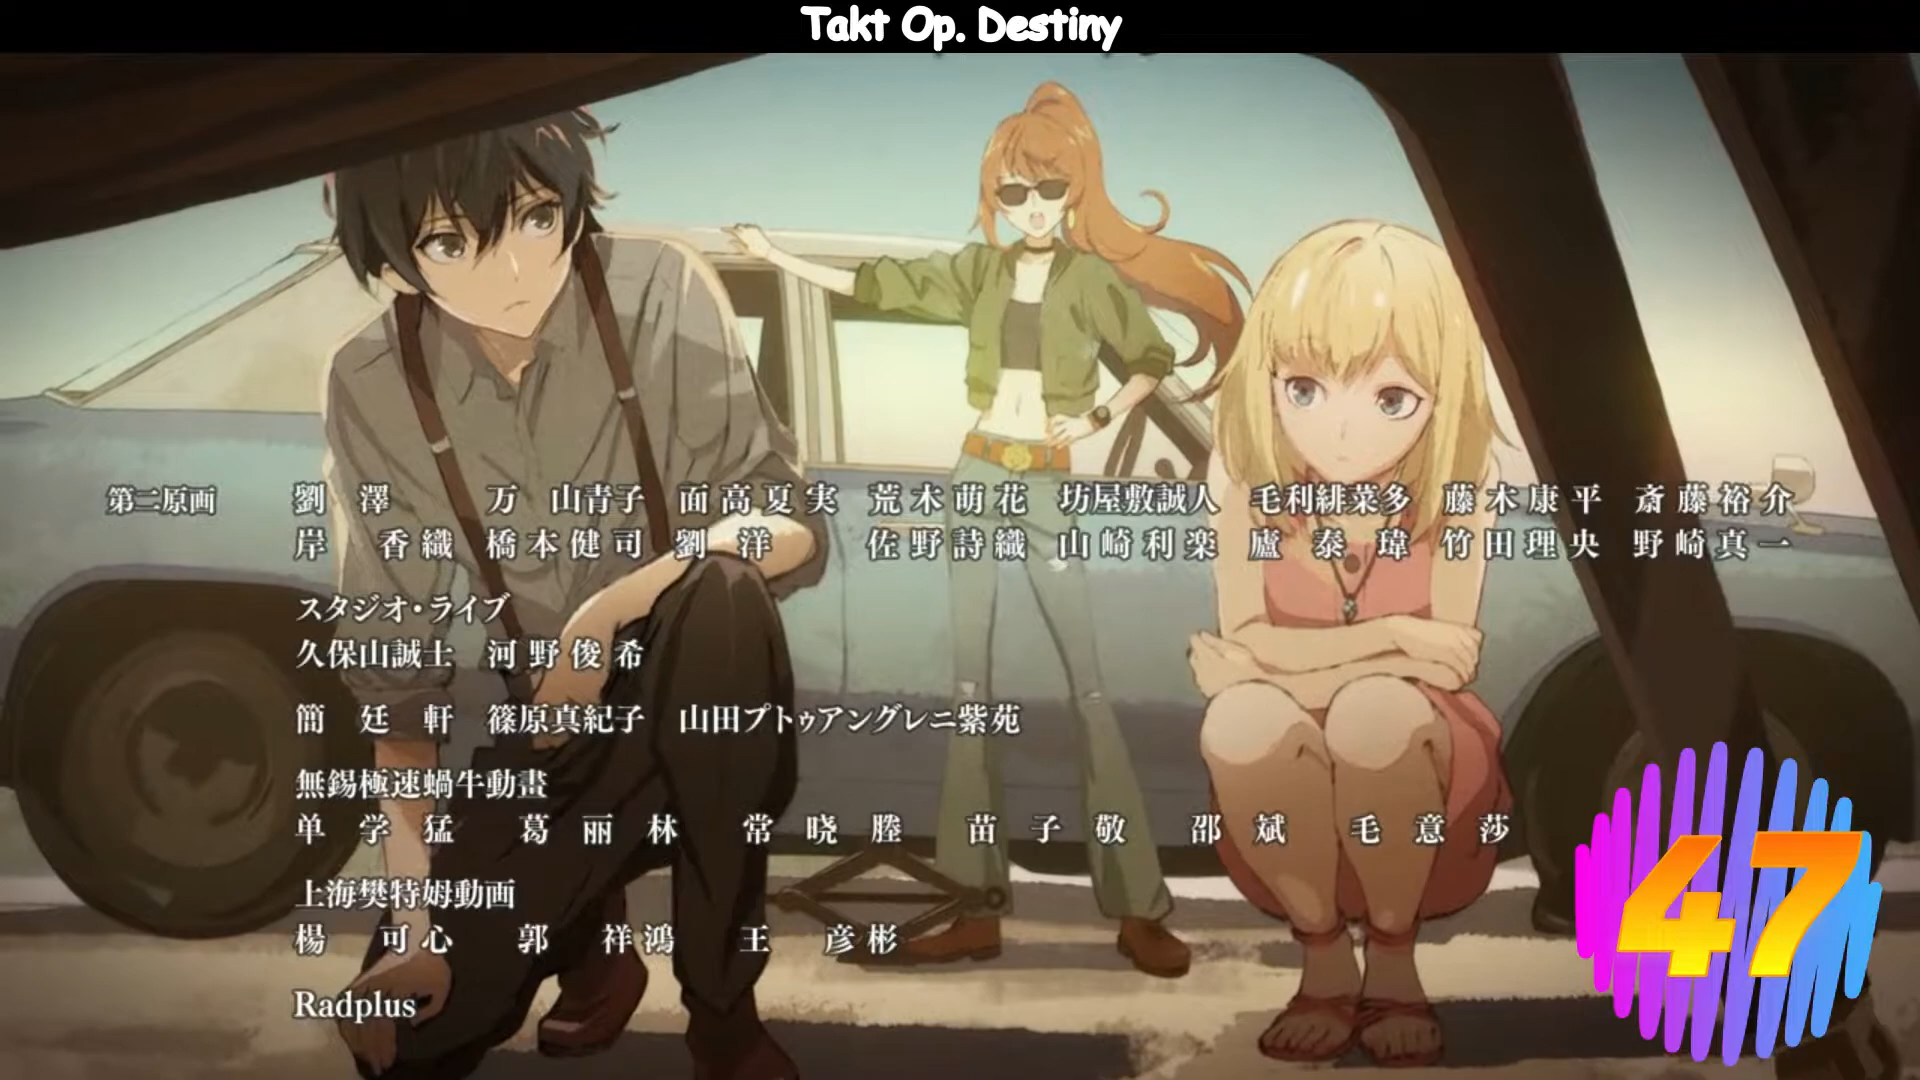 Takt Op. Destiny
第二原画 劉澤 万山青子 面高夏実 荒木萌花 坊屋敷誠人 毛利緋菜多 藤木康平 斎藤裕介
岸香織 橋本健司 劉洋 佐野詩織 山崎利楽 盧泰瑋 竹田理央 野崎真一
スタジオ・ライブ
久保山誠士 河野俊希
簡廷軒 篠原真紀子 山田プトゥアングレニ紫苑
無錫極速蝸牛動畫
单学猛 葛丽林 常晓塍 苗子敬 邵斌 毛意莎
上海樊特姆動画
楊可心 郭祥鴻 王彦彬
Radplus
47